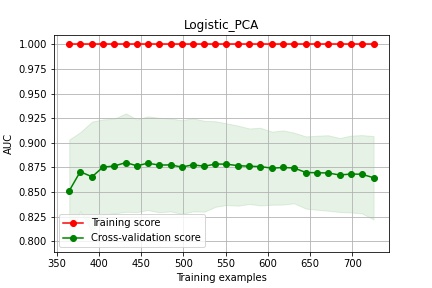 Logistic_PCA
1.000
0.975
0.950
0.925
0.900
0.875
0.850
0.825
0.800
AUC
Training score
Cross-validation score
350 400 450 500 550 600 650 700
Training examples